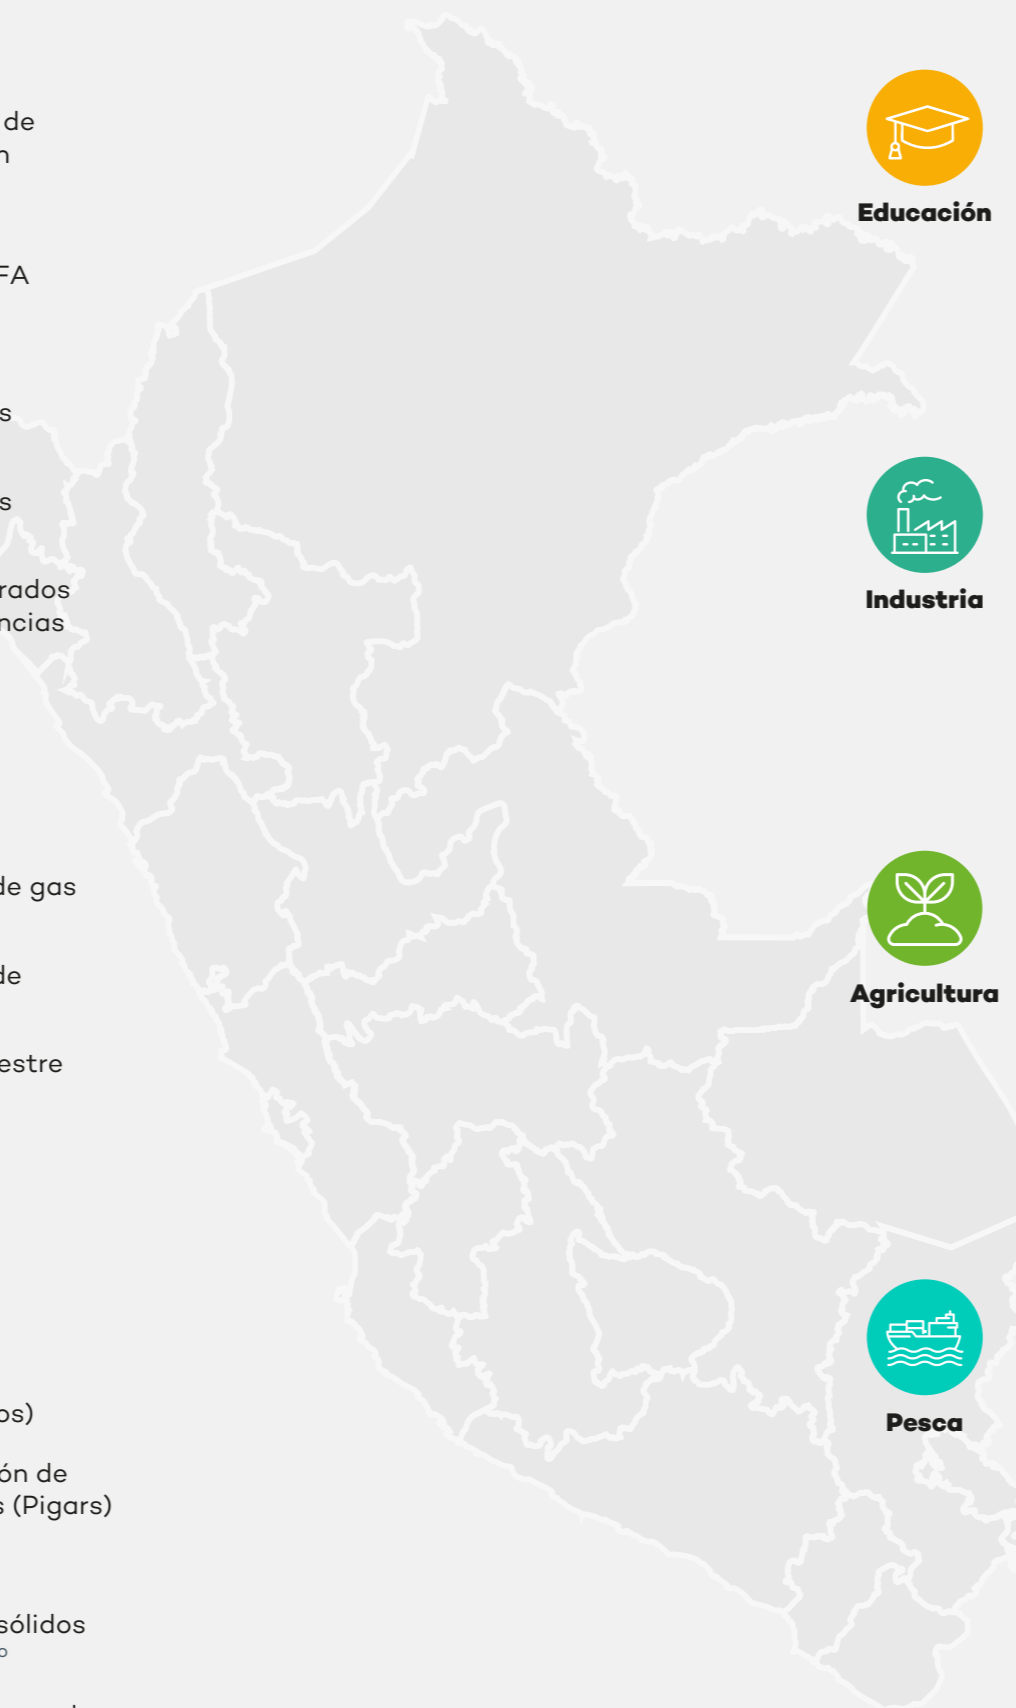 de
n
FA
s
s
rados
ncias
de gas
de
estre
os)
ón de
s (Pigars)
sólidos
o
Educación
Industria
Agricultura
Pesca